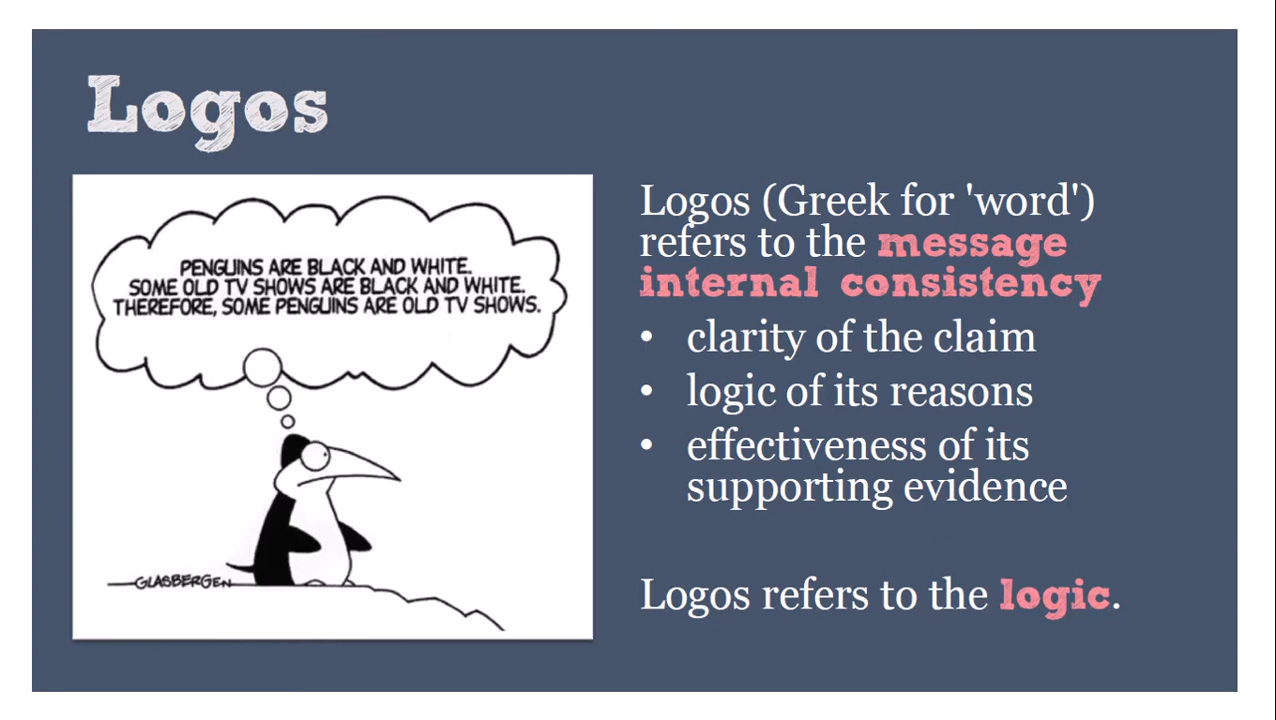 Logos
PENGUINS ARE BLACK AND WHITE.
SOME OLD TV SHOWS ARE BLACK AND WHITE.
THEREFORE, SOME PENGUINS ARE OLD TV SHOWS.
GLASBERGEN
Logos (Greek for 'word')
refers to the message
internal consistency
• clarity of the claim
• logic of its reasons
• effectiveness of its
supporting evidence
Logos refers to the logic.